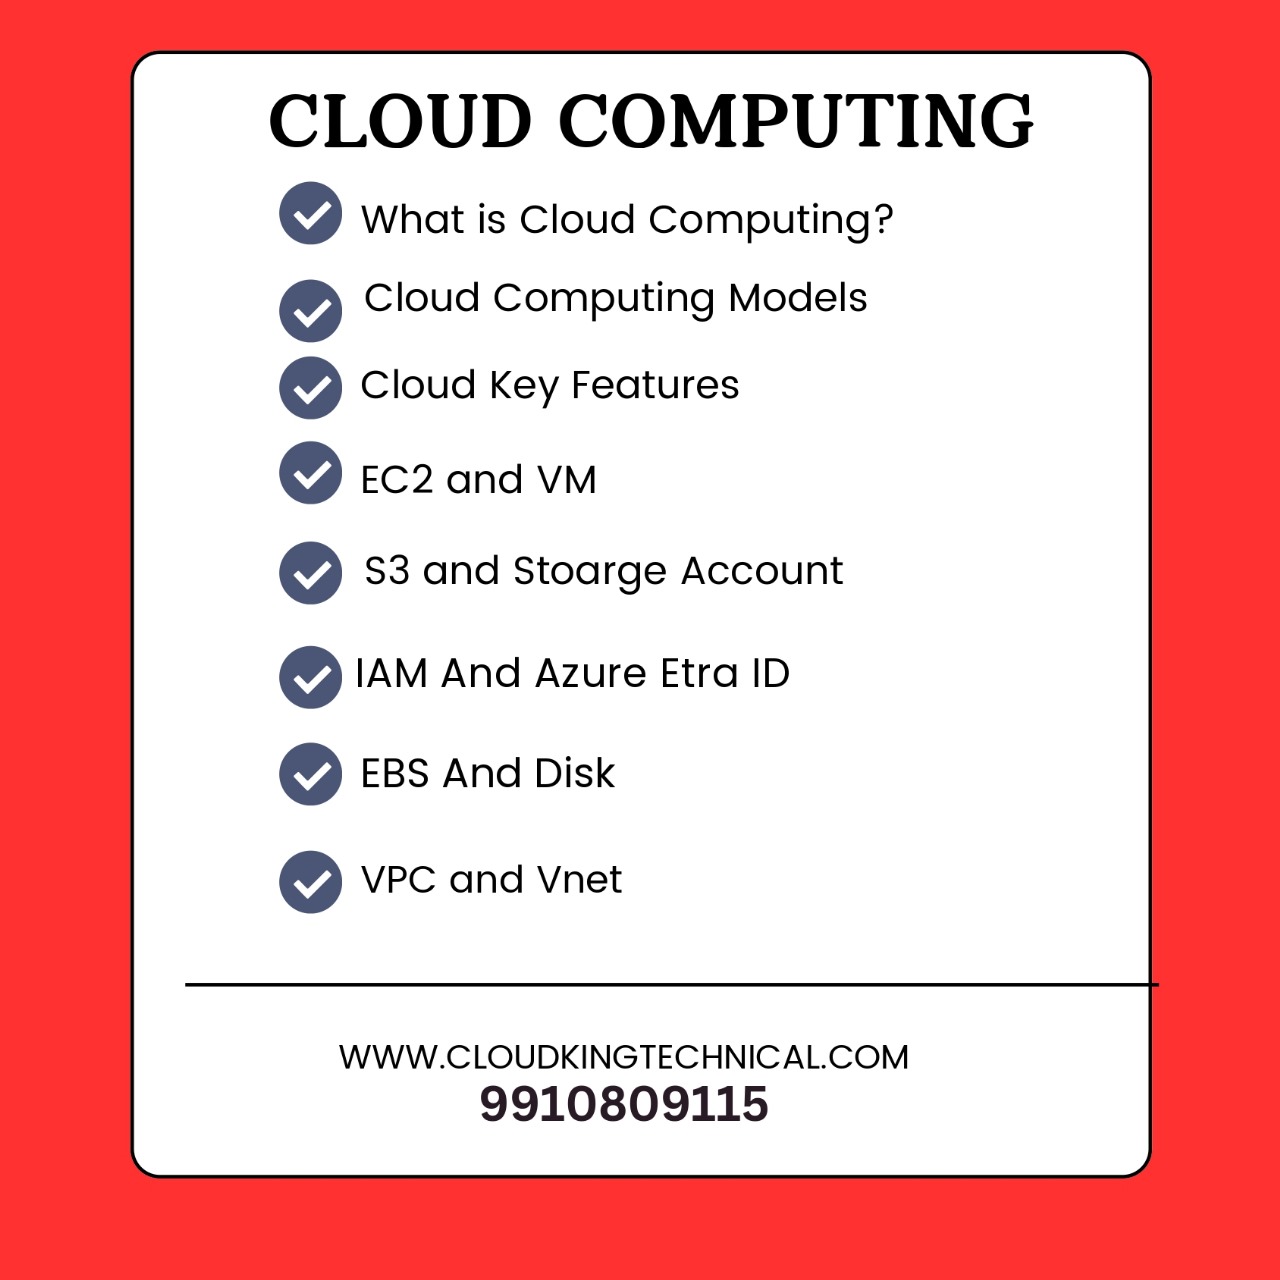 CLOUD COMPUTING
What is Cloud Computing?
Cloud Computing Models
Cloud Key Features
EC2 and VM
S3 and Stoarge Account
IAM And Azure Etra ID
EBS And Disk
VPC and Vnet
WWW.CLOUDKINGTECHNICAL.COM
9910809115